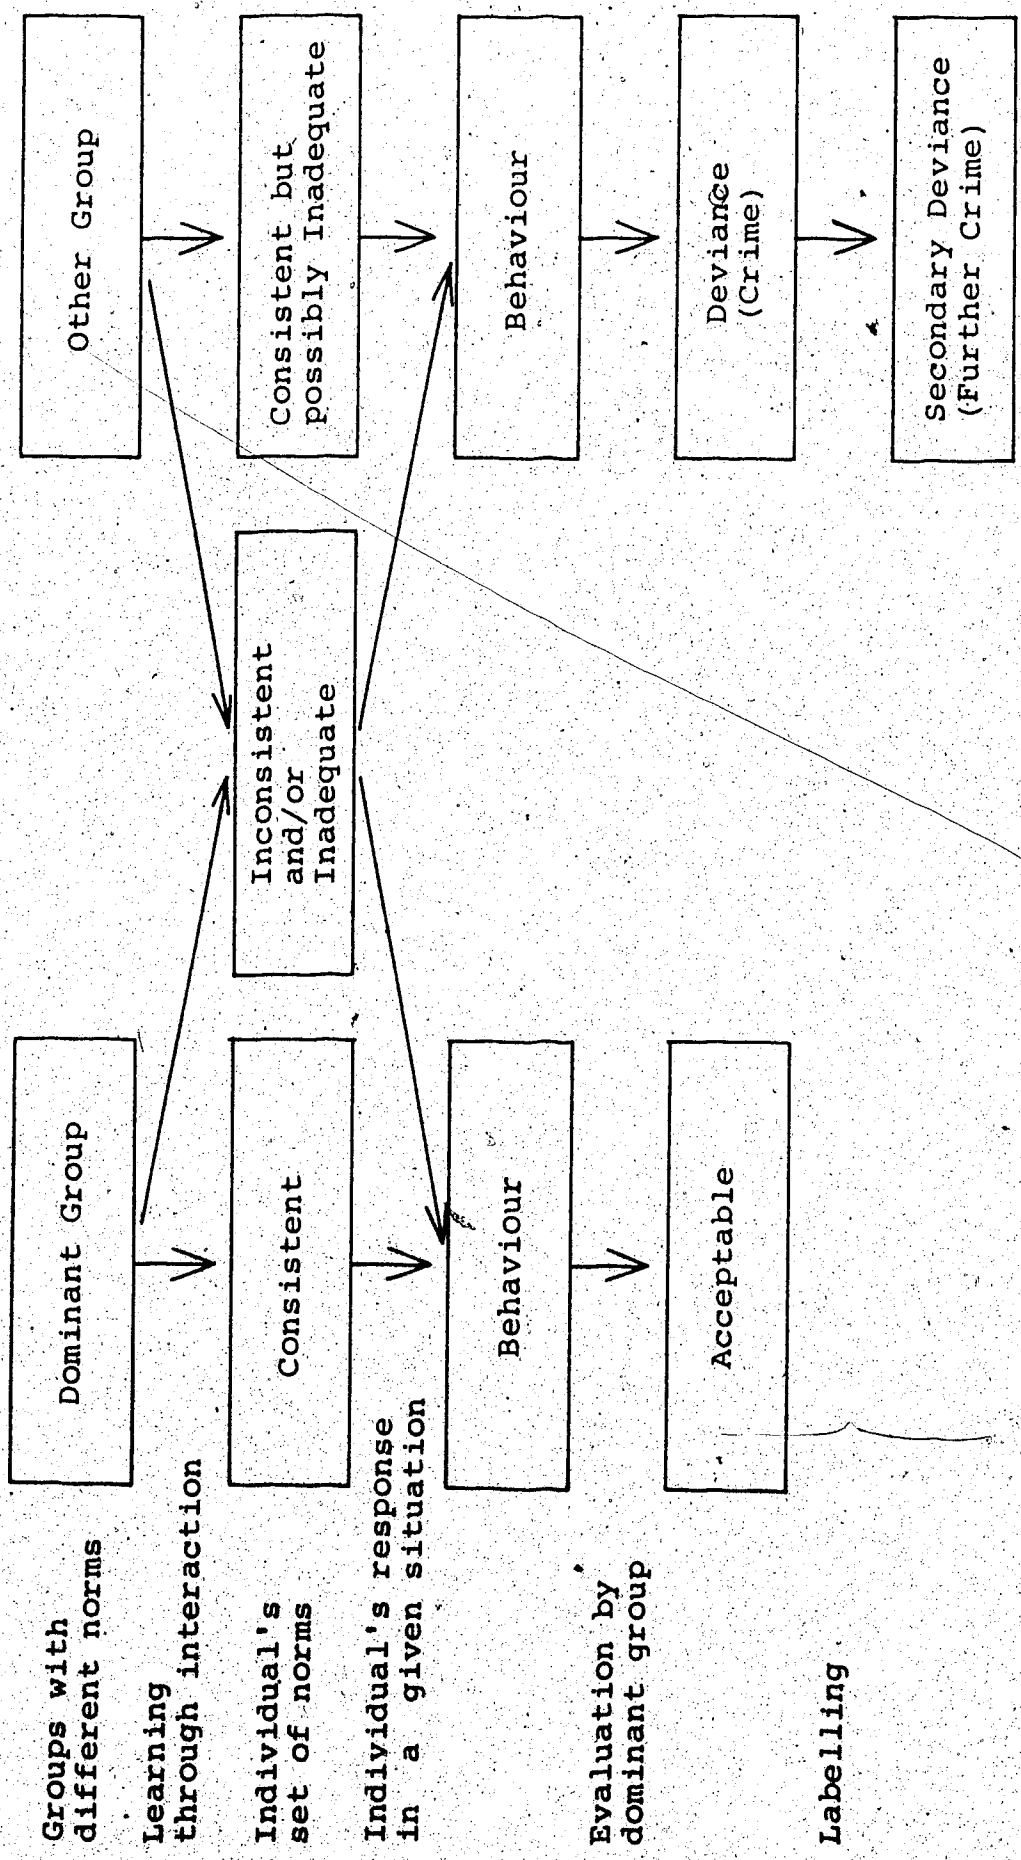 Groups with
different norms
Dominant Group
Other Group
Learning
through interaction
Individual's
set of norms
Consistent
Inconsistent
and/or
Inadequate
Consistent but
possibly Inadequate
Individual's response
in a given situation
Behaviour
Behaviour
Evaluation by
dominant group
Acceptable
Deviance
(Crime)
Labelling
Secondary Deviance
(Further Crime)